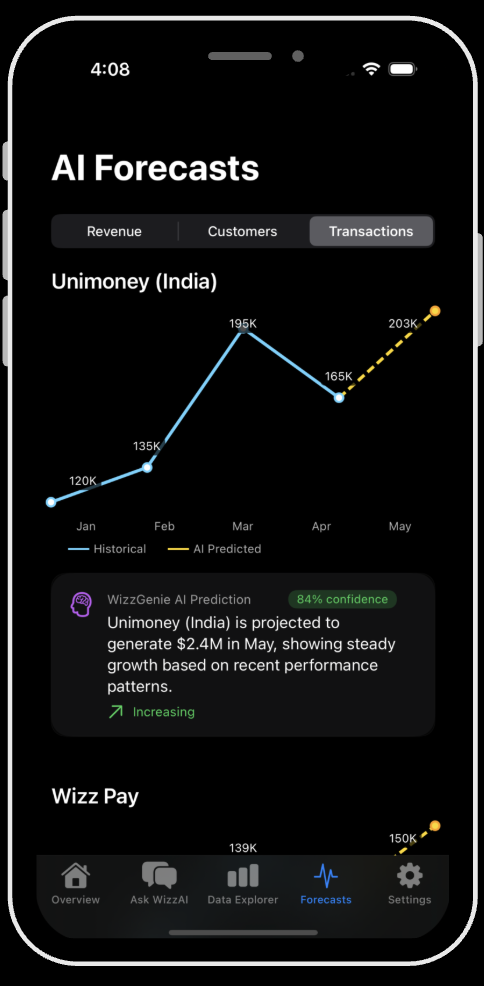 4:08
AI Forecasts
Revenue Customers Transactions
Unimoney (India)
195K 203K
165K
135K
120K
Jan Feb Mar Apr May
Historical AI Predicted
WizzGenie AI Prediction 84% confidence
Unimoney (India) is projected to
generate $2.4M in May, showing steady
growth based on recent performance
patterns.
Increasing
Wizz Pay
150K
139K
Overview Ask WizzAI Data Explorer Forecasts Settings